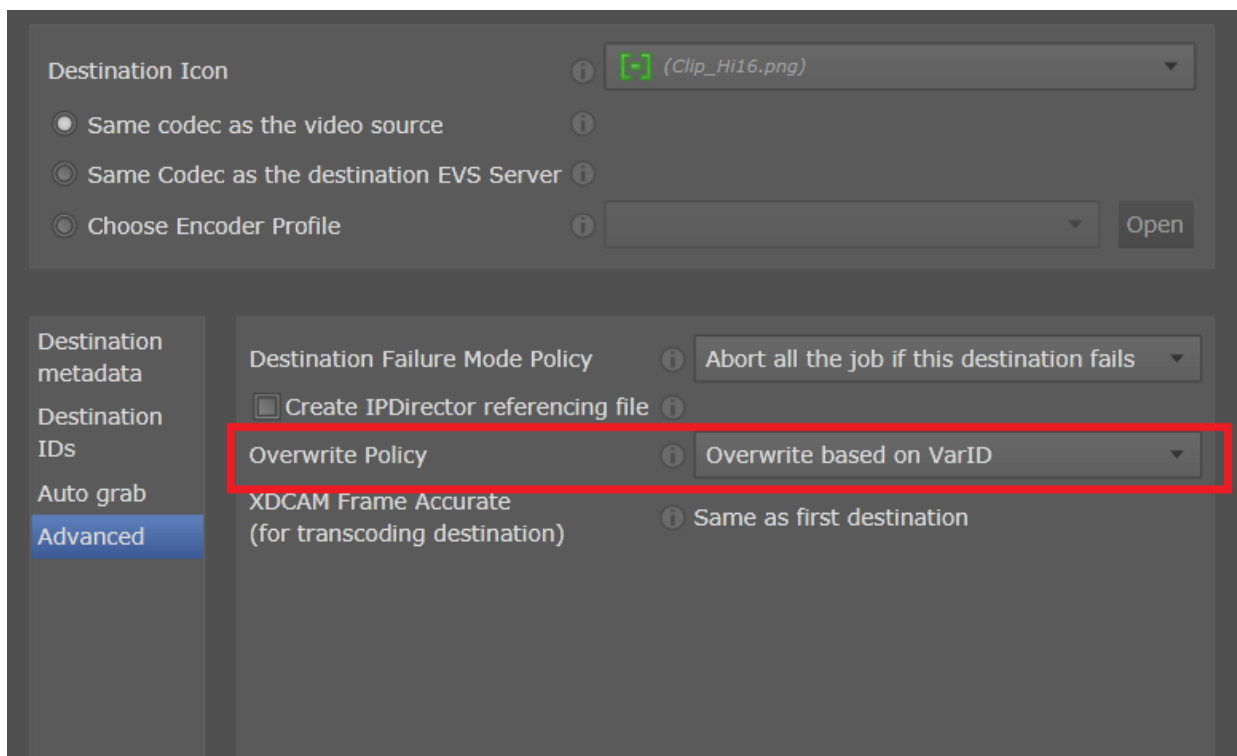 Destination Icon
(Clip_Hi16.png)
Same codec as the video source
Same Codec as the destination EVS Server
Choose Encoder Profile
Open
Destination
metadata
Destination
IDs
Auto grab
Advanced
Destination Failure Mode Policy
Abort all the job if this destination fails
Create IPDirector referencing file
Overwrite Policy
Overwrite based on VarID
XDCAM Frame Accurate
(for transcoding destination)
Same as first destination